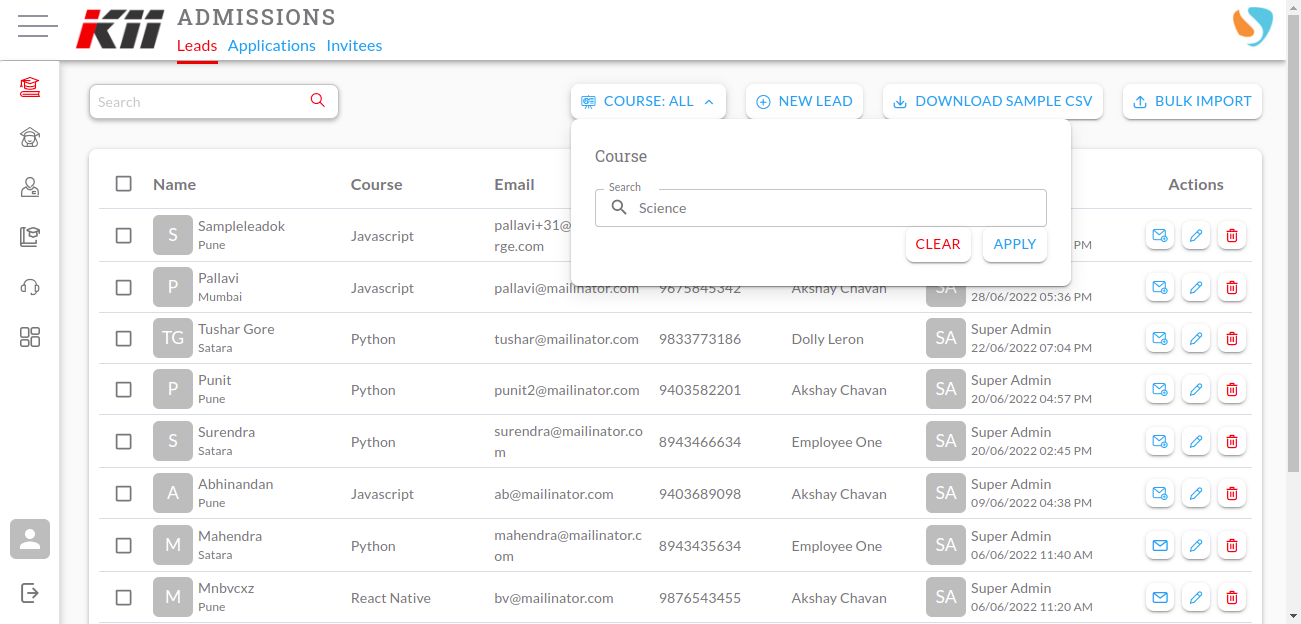 KII
ADMISSIONS
Leads Applications Invitees
Search
COURSE: ALL
NEW LEAD
DOWNLOAD SAMPLE CSV
BULK IMPORT
Course
Search
Science
CLEAR
APPLY
Name Course Email Actions
S Sampleleadok Pune Javascript pallavi+31@
rge.com PM
P Pallavi Mumbai Javascript pallavi@mailinator.com 9675845342 Akshay Chavan SA 28/06/2022 05:36 PM
TG Tushar Gore Satara Python tushar@mailinator.com 9833773186 Dolly Leron SA Super Admin 22/06/2022 07:04 PM
P Punit Pune Python punit2@mailinator.com 9403582201 Akshay Chavan SA Super Admin 20/06/2022 04:57 PM
S Surendra Satara Python surendra@mailinator.co
m 8943466634 Employee One SA Super Admin 20/06/2022 02:45 PM
A Abhinandan Pune Javascript ab@mailinator.com 9403689098 Akshay Chavan SA Super Admin 09/06/2022 04:38 PM
M Mahendra Satara Python mahendra@mailinator.c
om 8943435634 Employee One SA Super Admin 06/06/2022 11:40 AM
M Mnbvcxz Pune React Native bv@mailinator.com 9876543455 Akshay Chavan SA Super Admin 06/06/2022 11:20 AM